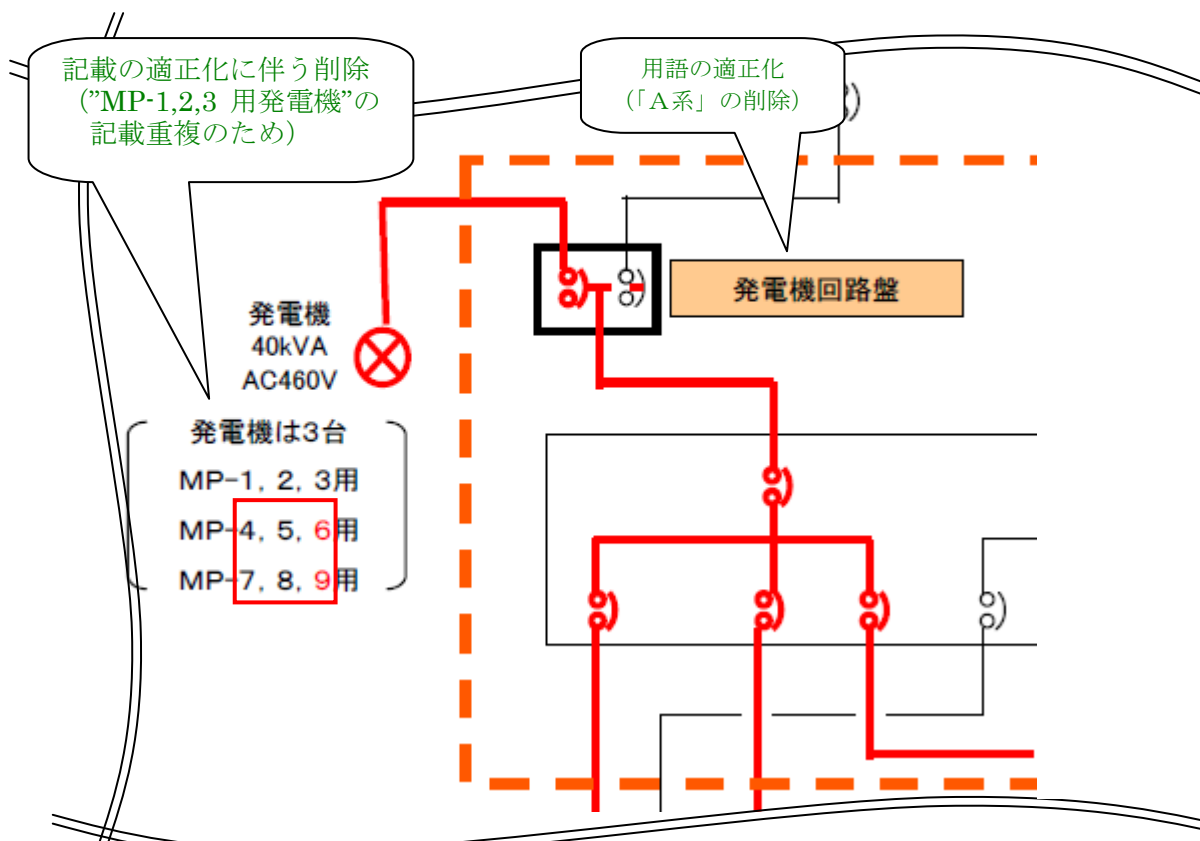 記載の適正化に伴う削除
（”MP-1,2,3 用発電機”の
記載重複のため）
用語の適正化
（「Ａ系」の削除）
発電機回路盤
発電機
40kVA
AC460V
発電機は3台
MP-1, 2, 3用
MP-4, 5, 6用
MP-7, 8, 9用